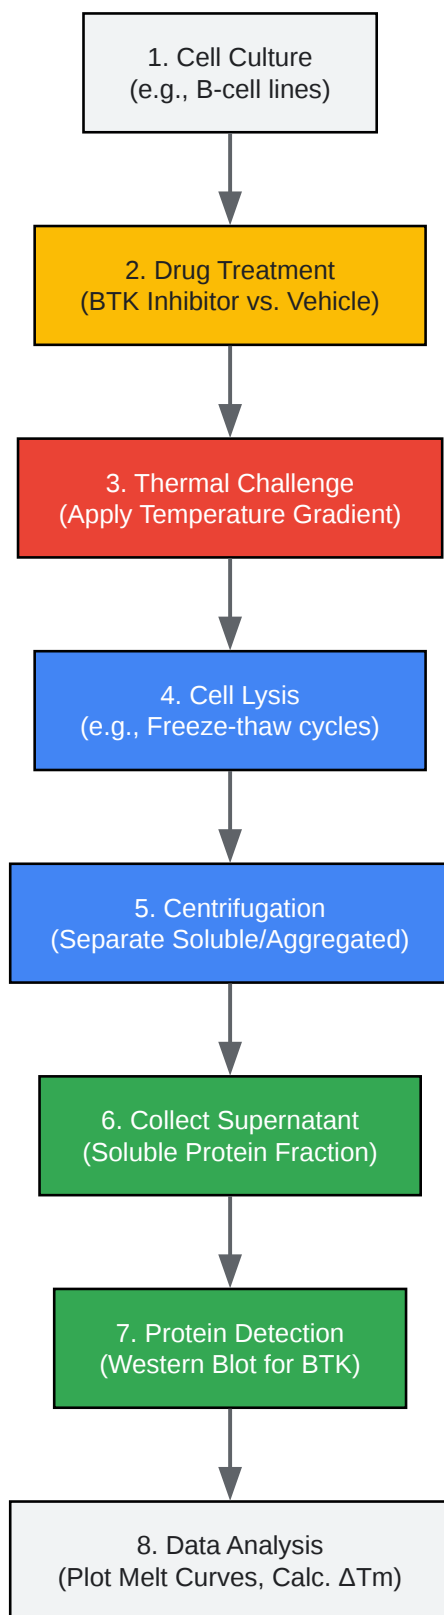 1. Cell Culture
(e.g., B-cell lines)
2. Drug Treatment
(BTK Inhibitor vs. Vehicle)
3. Thermal Challenge
(Apply Temperature Gradient)
4. Cell Lysis
(e.g., Freeze-thaw cycles)
5. Centrifugation
(Separate Soluble/Aggregated)
6. Collect Supernatant
(Soluble Protein Fraction)
7. Protein Detection
(Western Blot for BTK)
8. Data Analysis
(Plot Melt Curves, Calc. ΔTm)